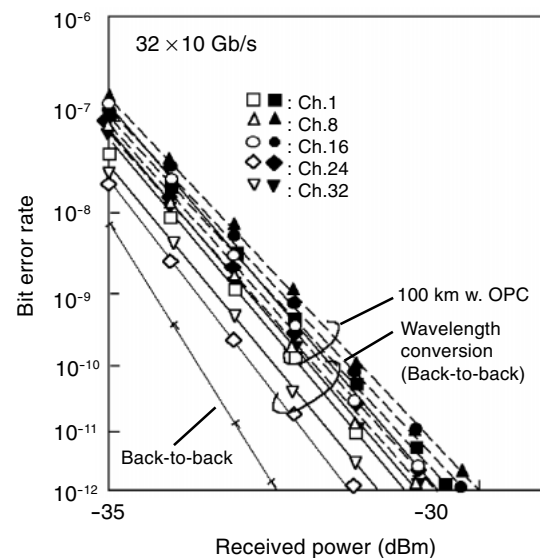 32 × 10 Gb/s
: Ch.1
: Ch.8
: Ch.16
: Ch.24
: Ch.32
100 km w. OPC
Wavelength
conversion
(Back-to-back)
Back-to-back
Bit error rate
10⁻⁶
10⁻⁷
10⁻⁸
10⁻⁹
10⁻¹⁰
10⁻¹¹
10⁻¹²
−35
−30
Received power (dBm)